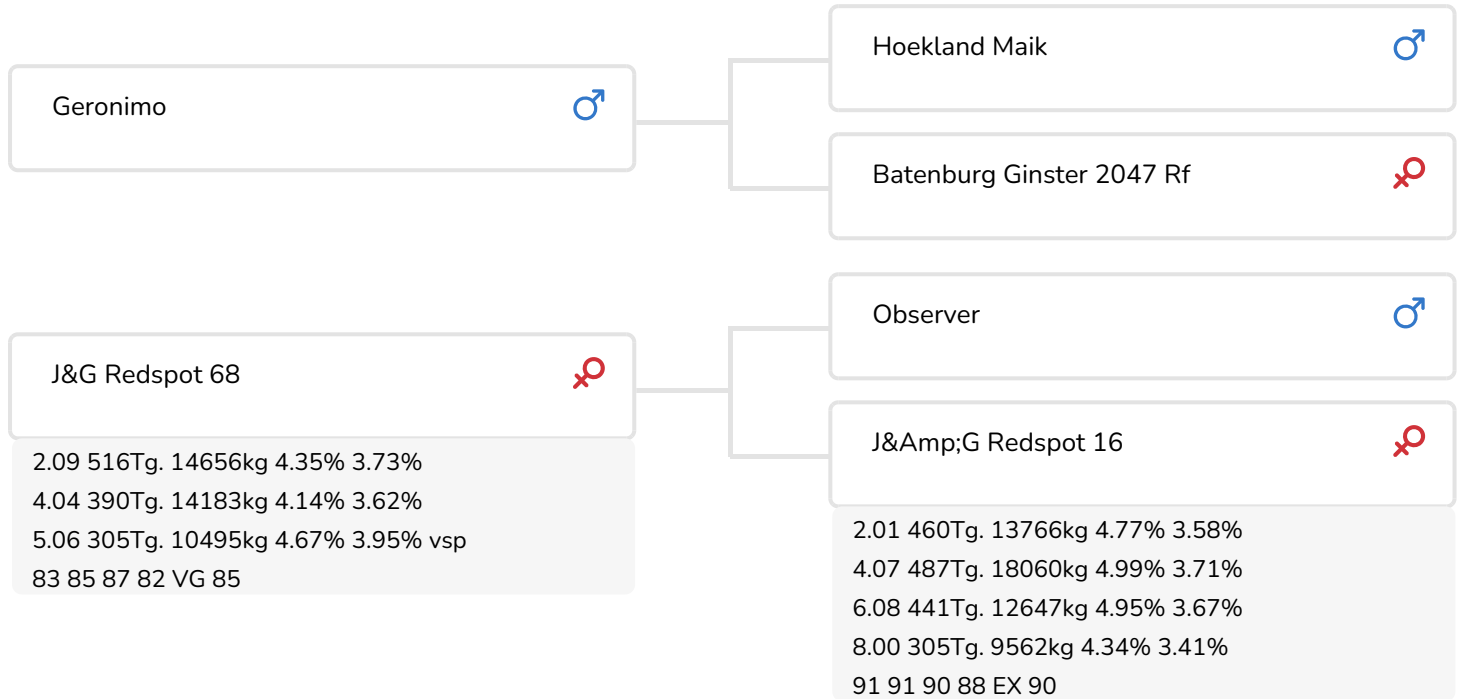 Geronimo
Hoekland Maik
Batenburg Ginster 2047 Rf
J&G Redspot 68
2.09 516Tg. 14656kg 4.35% 3.73%
4.04 390Tg. 14183kg 4.14% 3.62%
5.06 305Tg. 10495kg 4.67% 3.95% vsp
83 85 87 82 VG 85
Observer
J&Amp;G Redspot 16
2.01 460Tg. 13766kg 4.77% 3.58%
4.07 487Tg. 18060kg 4.99% 3.71%
6.08 441Tg. 12647kg 4.95% 3.67%
8.00 305Tg. 9562kg 4.34% 3.41%
91 91 90 88 EX 90